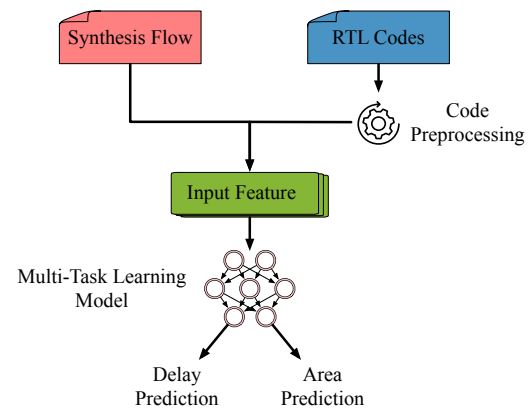 Synthesis Flow
RTL Codes
Code
Preprocessing
Input Feature
Multi-Task Learning
Model
Delay
Prediction
Area
Prediction